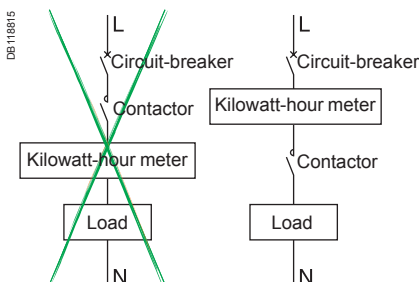 DB118815
L
Circuit-breaker
Contactor
Kilowatt-hour meter
Load
N
L
Circuit-breaker
Kilowatt-hour meter
Contactor
Load
N